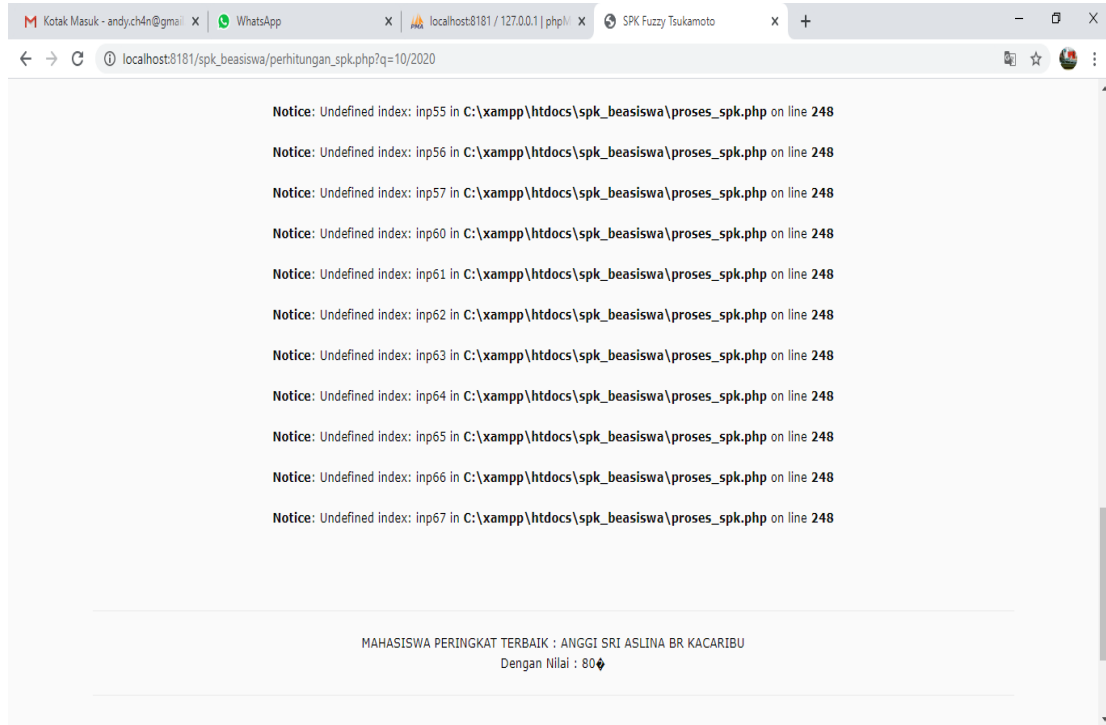 Kotak Masuk - andy.ch4n@gmail
WhatsApp
localhost:8181 / 127.0.0.1 | phpM
SPK Fuzzy Tsukamoto
localhost:8181/spk_beasiswa/perhitungan_spk.php?q=10/2020
Notice: Undefined index: inp55 in C:\xampp\htdocs\spk_beasiswa\proses_spk.php on line 248
Notice: Undefined index: inp56 in C:\xampp\htdocs\spk_beasiswa\proses_spk.php on line 248
Notice: Undefined index: inp57 in C:\xampp\htdocs\spk_beasiswa\proses_spk.php on line 248
Notice: Undefined index: inp60 in C:\xampp\htdocs\spk_beasiswa\proses_spk.php on line 248
Notice: Undefined index: inp61 in C:\xampp\htdocs\spk_beasiswa\proses_spk.php on line 248
Notice: Undefined index: inp62 in C:\xampp\htdocs\spk_beasiswa\proses_spk.php on line 248
Notice: Undefined index: inp63 in C:\xampp\htdocs\spk_beasiswa\proses_spk.php on line 248
Notice: Undefined index: inp64 in C:\xampp\htdocs\spk_beasiswa\proses_spk.php on line 248
Notice: Undefined index: inp65 in C:\xampp\htdocs\spk_beasiswa\proses_spk.php on line 248
Notice: Undefined index: inp66 in C:\xampp\htdocs\spk_beasiswa\proses_spk.php on line 248
Notice: Undefined index: inp67 in C:\xampp\htdocs\spk_beasiswa\proses_spk.php on line 248
MAHASISWA PERINGKAT TERBAIK : ANGGI SRI ASLINA BR KACARIBU
Dengan Nilai : 80�